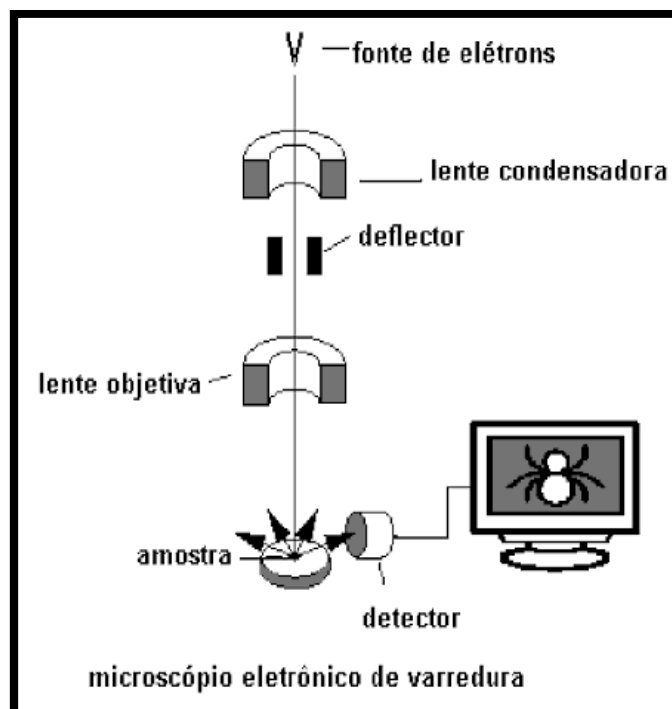 fonte de elétrons
lente condensadora
deflector
lente objetiva
amostra
detector
microscópio eletrônico de varredura